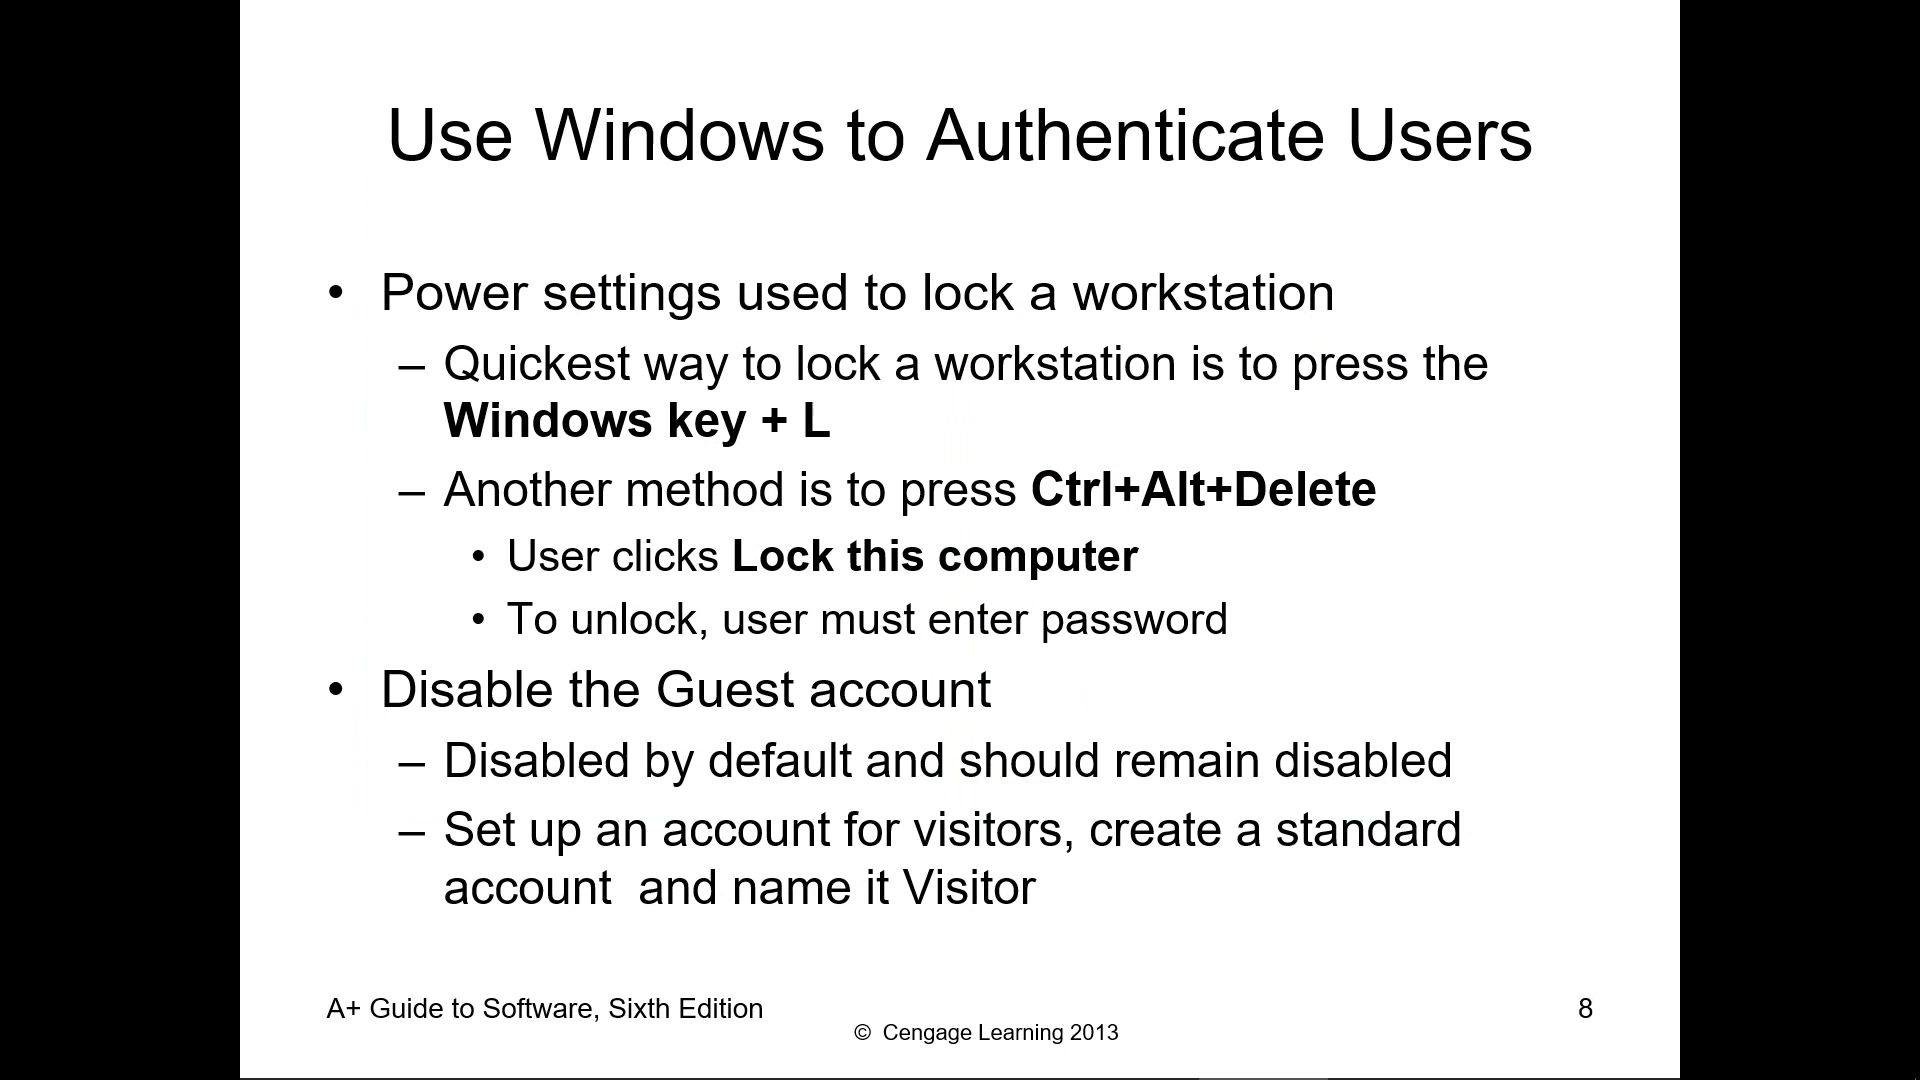 Use Windows to Authenticate Users
• Power settings used to lock a workstation
– Quickest way to lock a workstation is to press the
Windows key + L
– Another method is to press Ctrl+Alt+Delete
• User clicks Lock this computer
• To unlock, user must enter password
• Disable the Guest account
– Disabled by default and should remain disabled
– Set up an account for visitors, create a standard
account  and name it Visitor
A+ Guide to Software, Sixth Edition
8
© Cengage Learning 2013